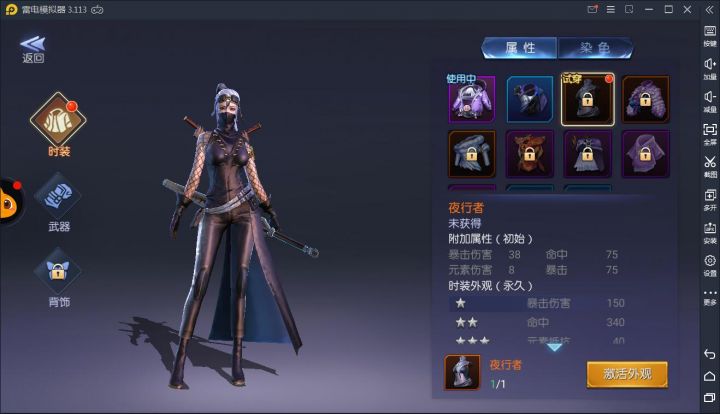 雷电模拟器 3.113
返回
属性
染色
使用中
试穿
时装
武器
背饰
夜行者
未获得
附加属性（初始）
暴击伤害 38 命中 75
元素伤害 8 暴击 75
时装外观（永久）
★ 暴击伤害 150
★★ 命中 340
★★★ 元素抵抗 40
夜行者
1/1
激活外观
按键
加量
减量
全屏
截图
多开
安装
设置
更多